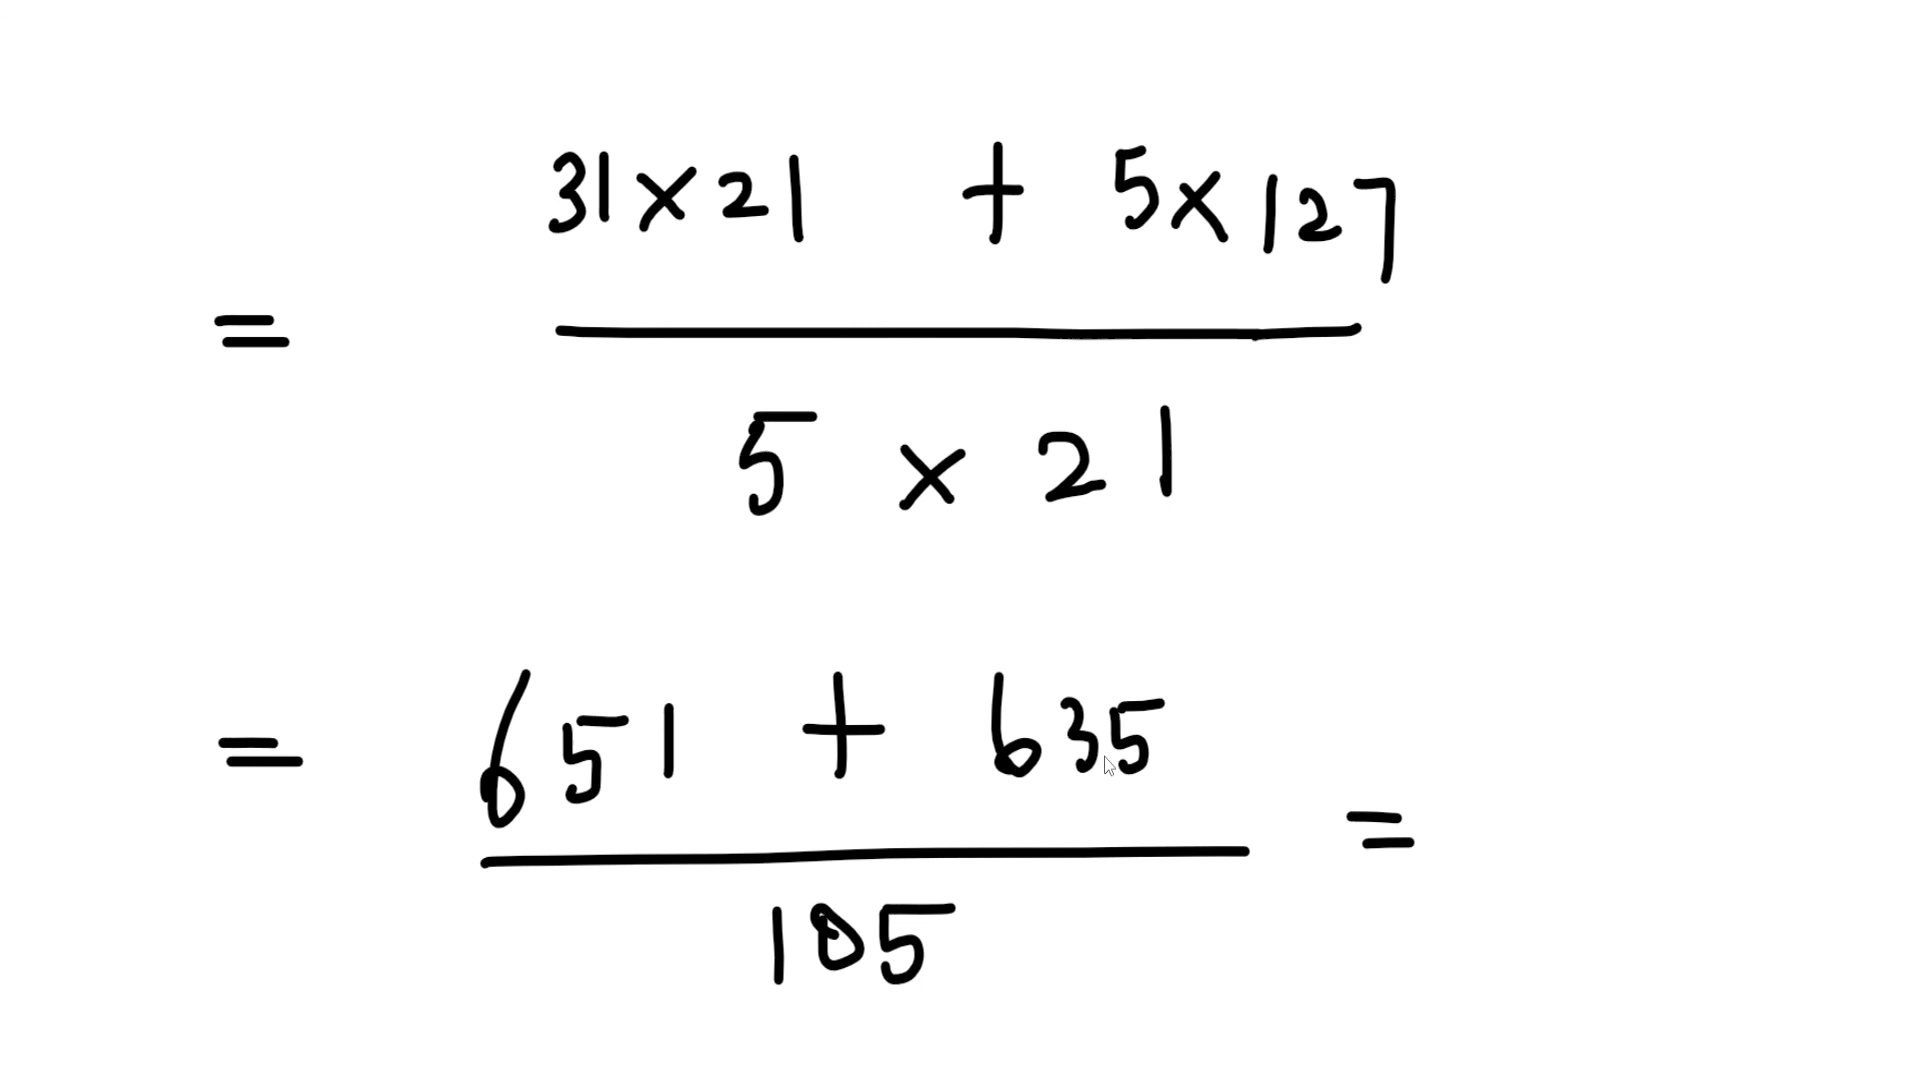 31×21 + 5×127
=
5 × 21
651 + 635
= =
105